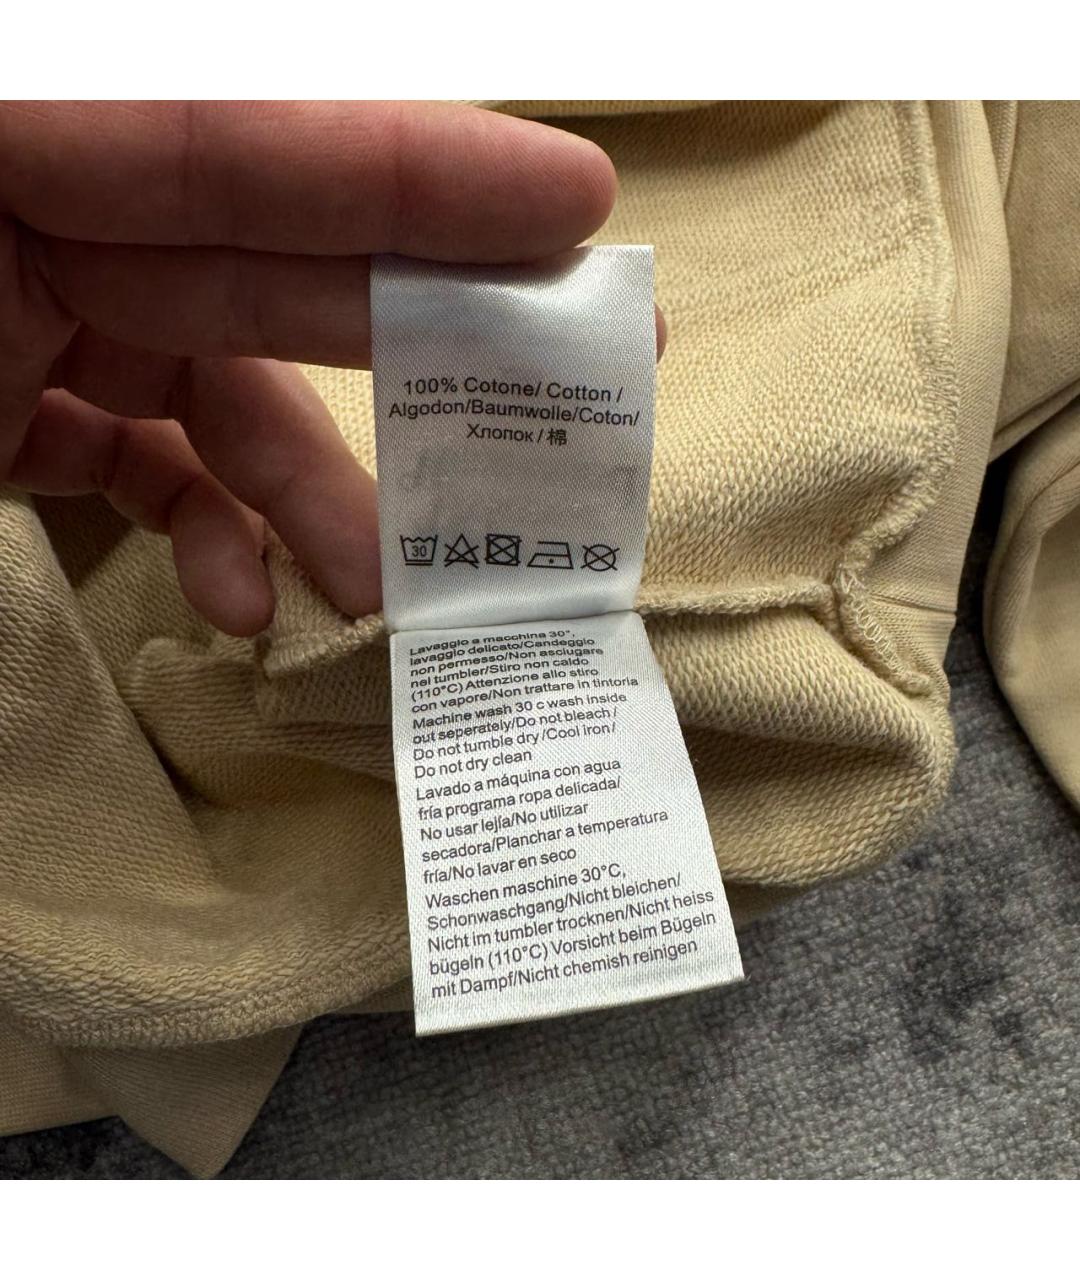 100% Cotone/ Cotton /
Algodon/Baumwolle/Coton/
Хлопок / 棉
30
Lavaggio a macchina 30°,
lavaggio delicato/Candeggio
non permesso/Non asciugare
nel tumbler/Stiro non caldo
(110°C) Attenzione allo stiro
con vapore/Non trattare in tintoria
Machine wash 30 c wash inside
out seperately/Do not bleach/
Do not tumble dry/Cool iron/
Do not dry clean
Lavado a máquina con agua
fría programa ropa delicada/
No usar lejía/No utilizar
secadora/Planchar a temperatura
fría/No lavar en seco
Waschen maschine 30°C,
Schonwaschgang/Nicht bleichen/
Nicht im tumbler trocknen/Nicht heiss
bügeln (110°C) Vorsicht beim Bügeln
mit Dampf/Nicht chemish reinigen